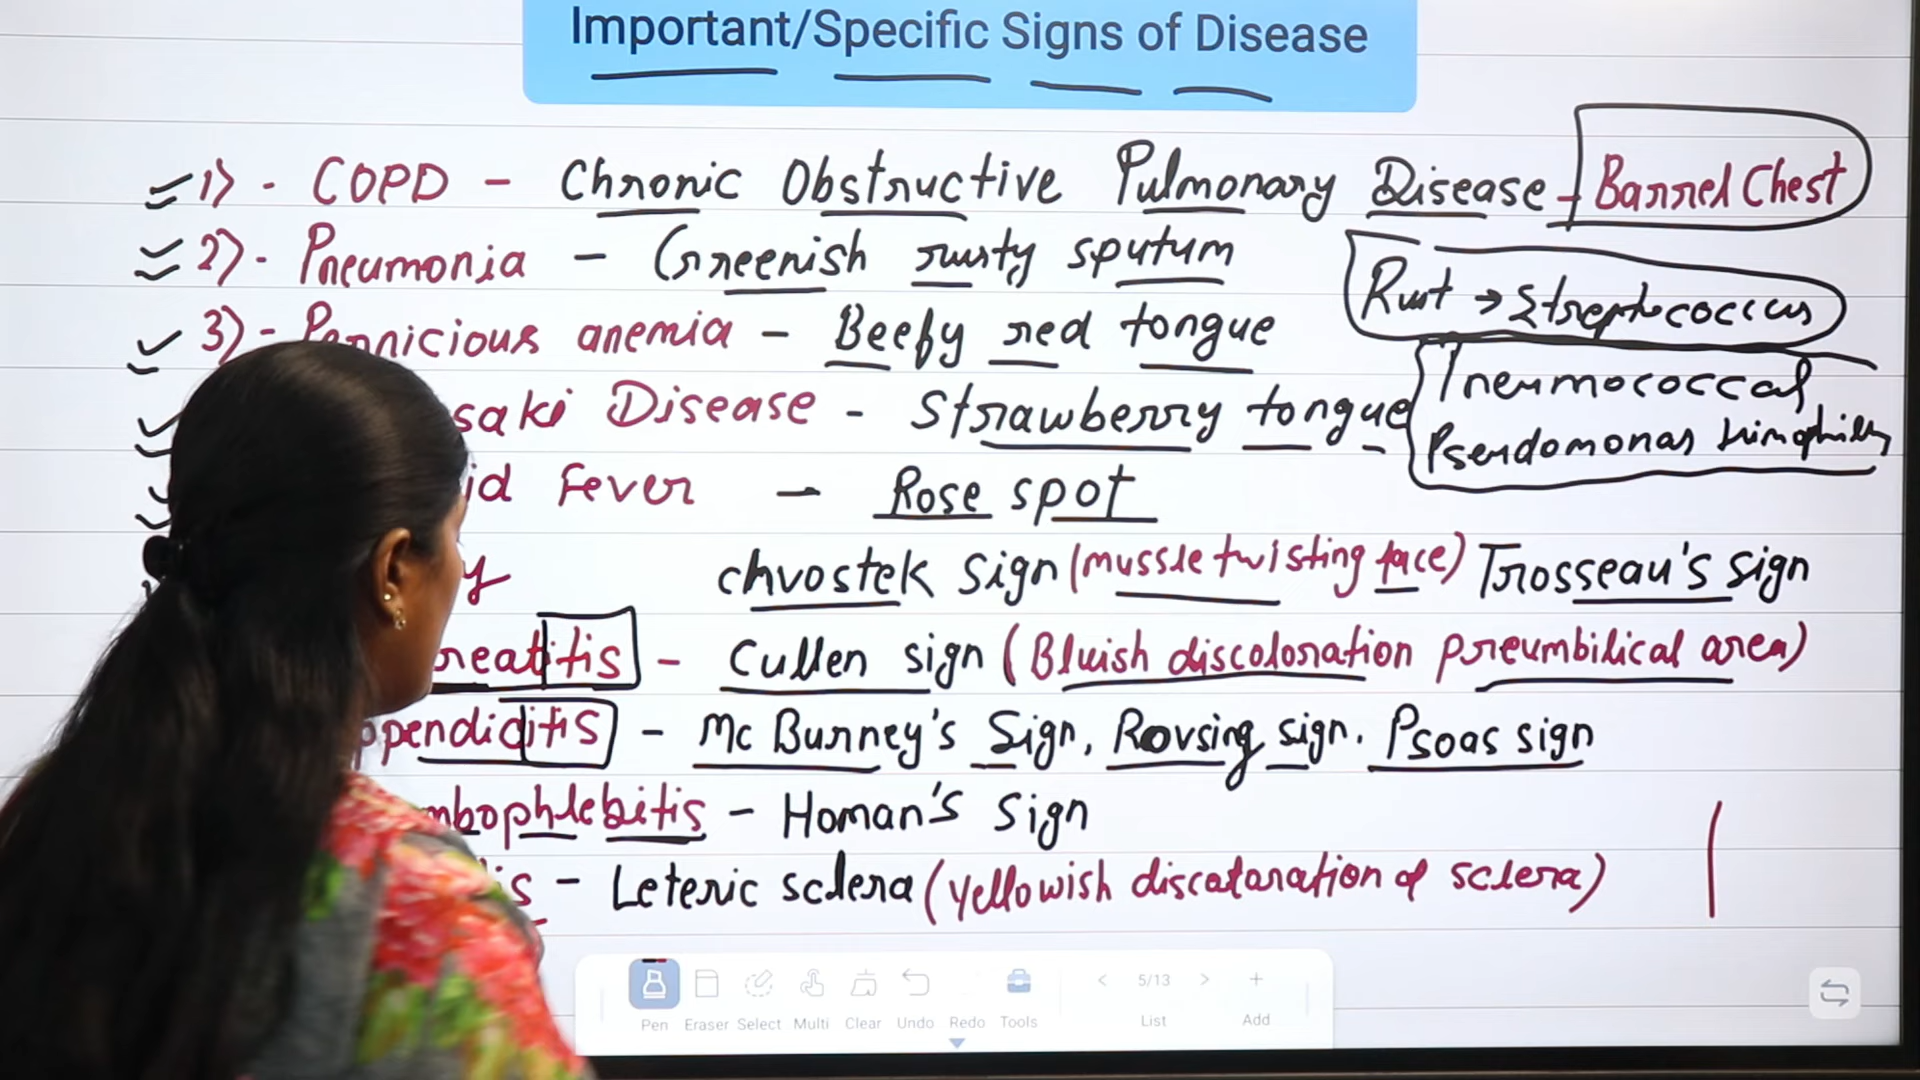 Important/Specific Signs of Disease
1) - COPD - Chronic Obstructive Pulmonary Disease - Barrel Chest
2) - Pneumonia - Greenish rusty sputum
Rust → Streptococcus
3) - Pernicious anemia - Beefy red tongue
Pneumococcal
saki Disease - Strawberry tongue
Pseudomonas
id Fever - Rose spot
y chvostek Sign (mussle twisting face) Trosseau's sign
reatitis - Cullen sign (Bluish discoloration preumbilical area)
ppendicitis - Mc Burney's Sign, Rovsing sign. Psoas sign
mbophlebitis - Homan's Sign
is - Leteric sclera (yellowish discataration of sclera)
Pen Eraser Select Multi Clear Undo Redo Tools < 5/13 > List + Add